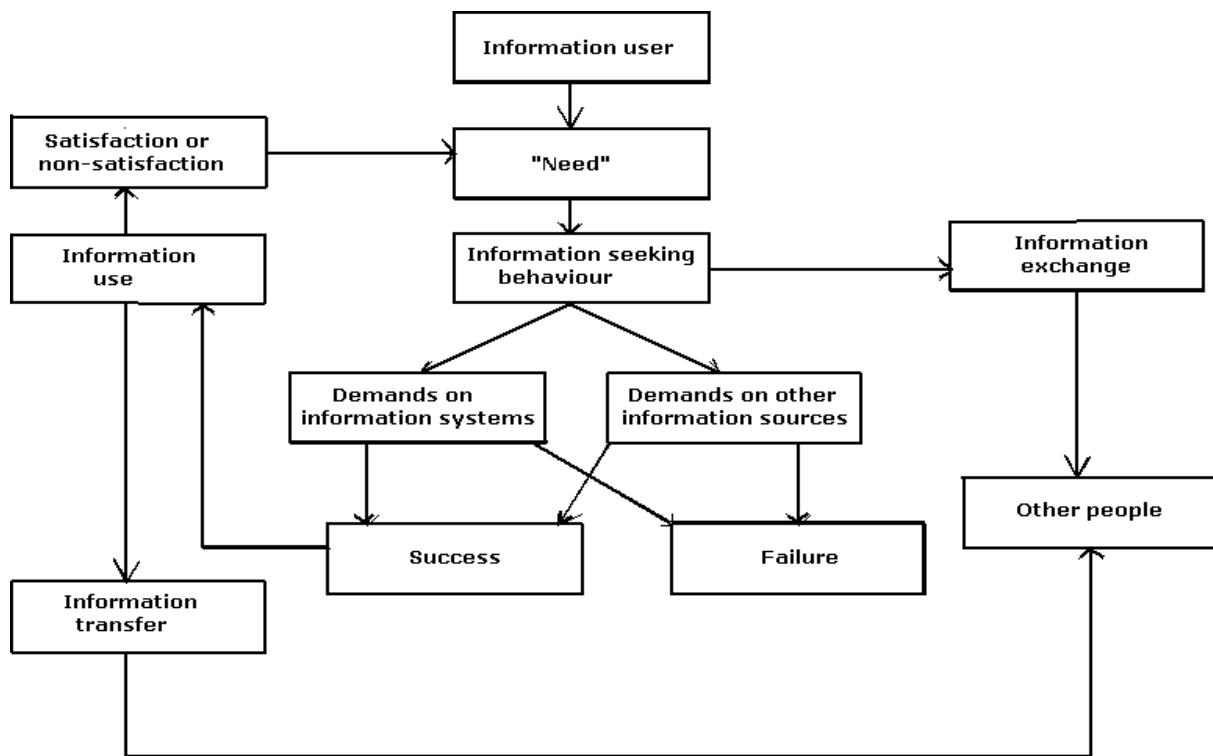 Information user
Satisfaction or
non-satisfaction
"Need"
Information
use
Information seeking
behaviour
Information
exchange
Demands on
information systems
Demands on other
information sources
Other people
Success
Failure
Information
transfer